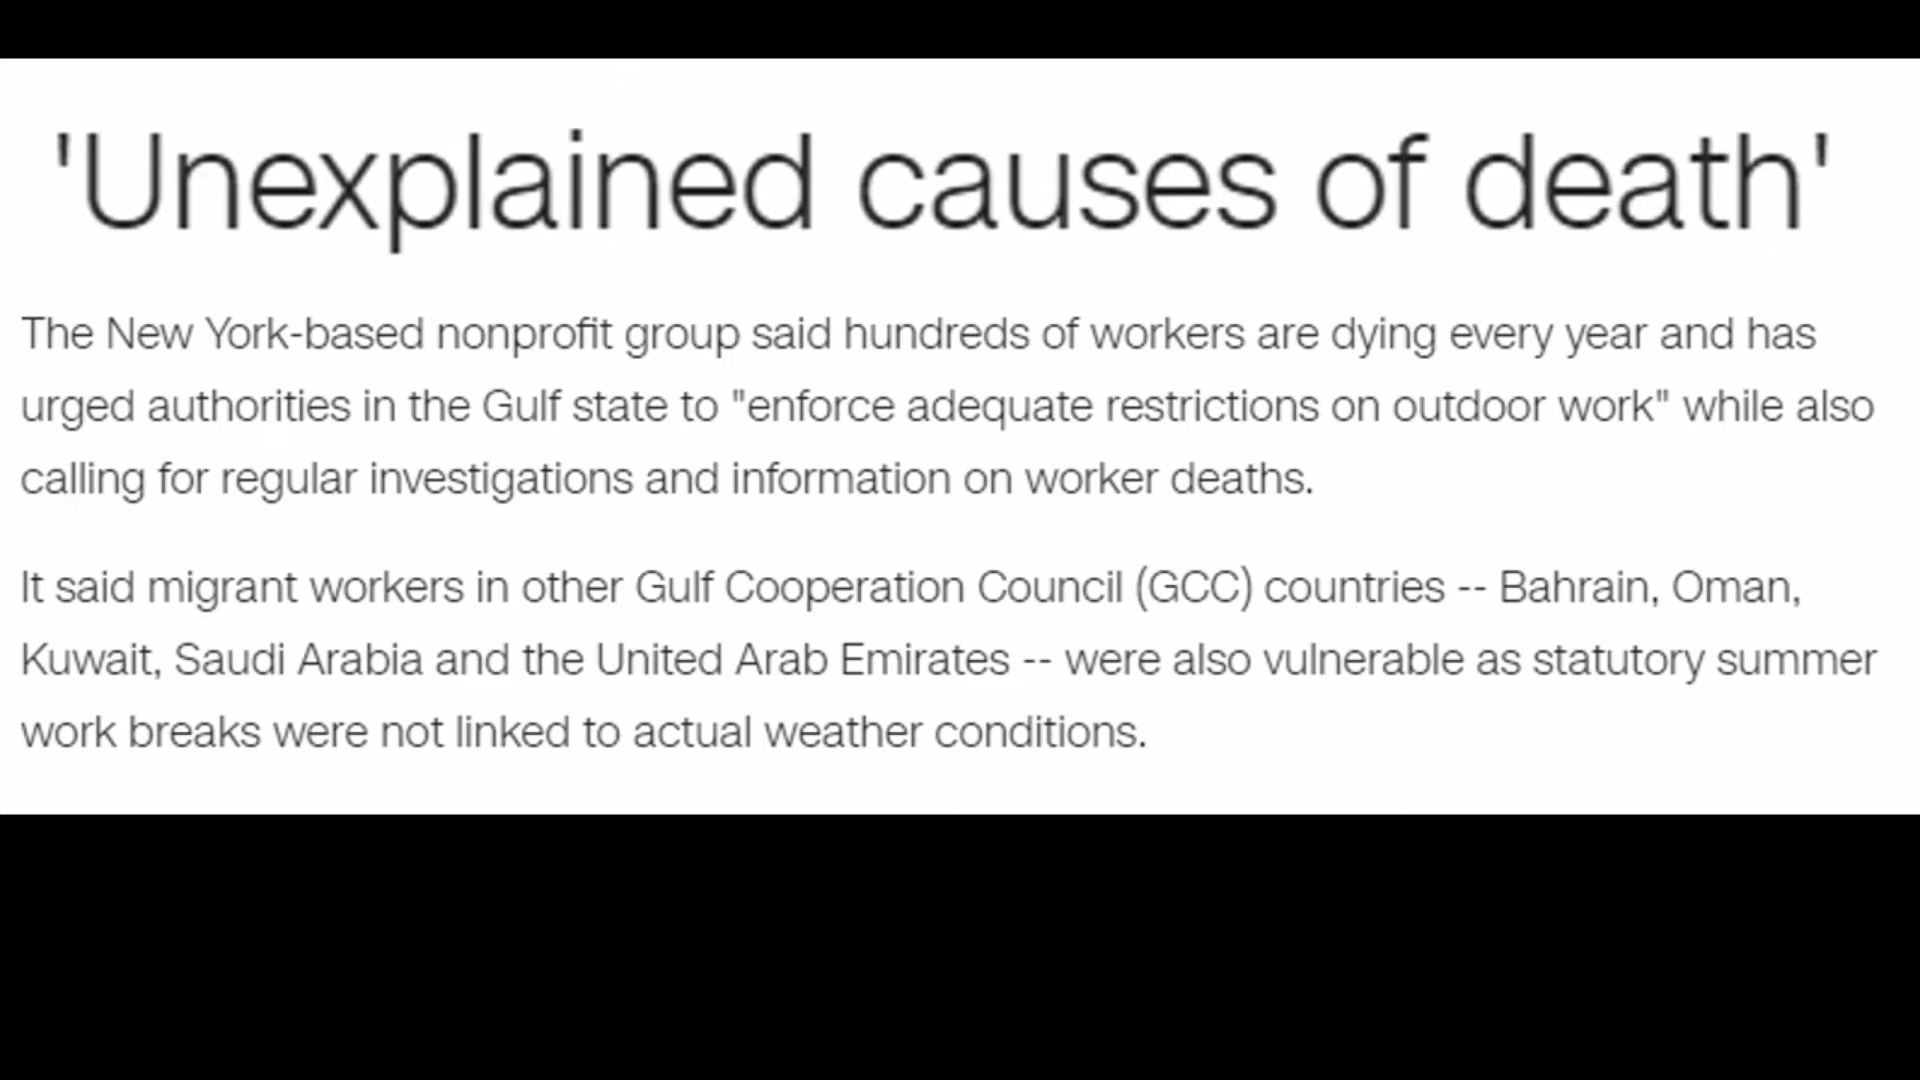 'Unexplained causes of death'
The New York-based nonprofit group said hundreds of workers are dying every year and has
urged authorities in the Gulf state to "enforce adequate restrictions on outdoor work" while also
calling for regular investigations and information on worker deaths.
It said migrant workers in other Gulf Cooperation Council (GCC) countries -- Bahrain, Oman,
Kuwait, Saudi Arabia and the United Arab Emirates -- were also vulnerable as statutory summer
work breaks were not linked to actual weather conditions.